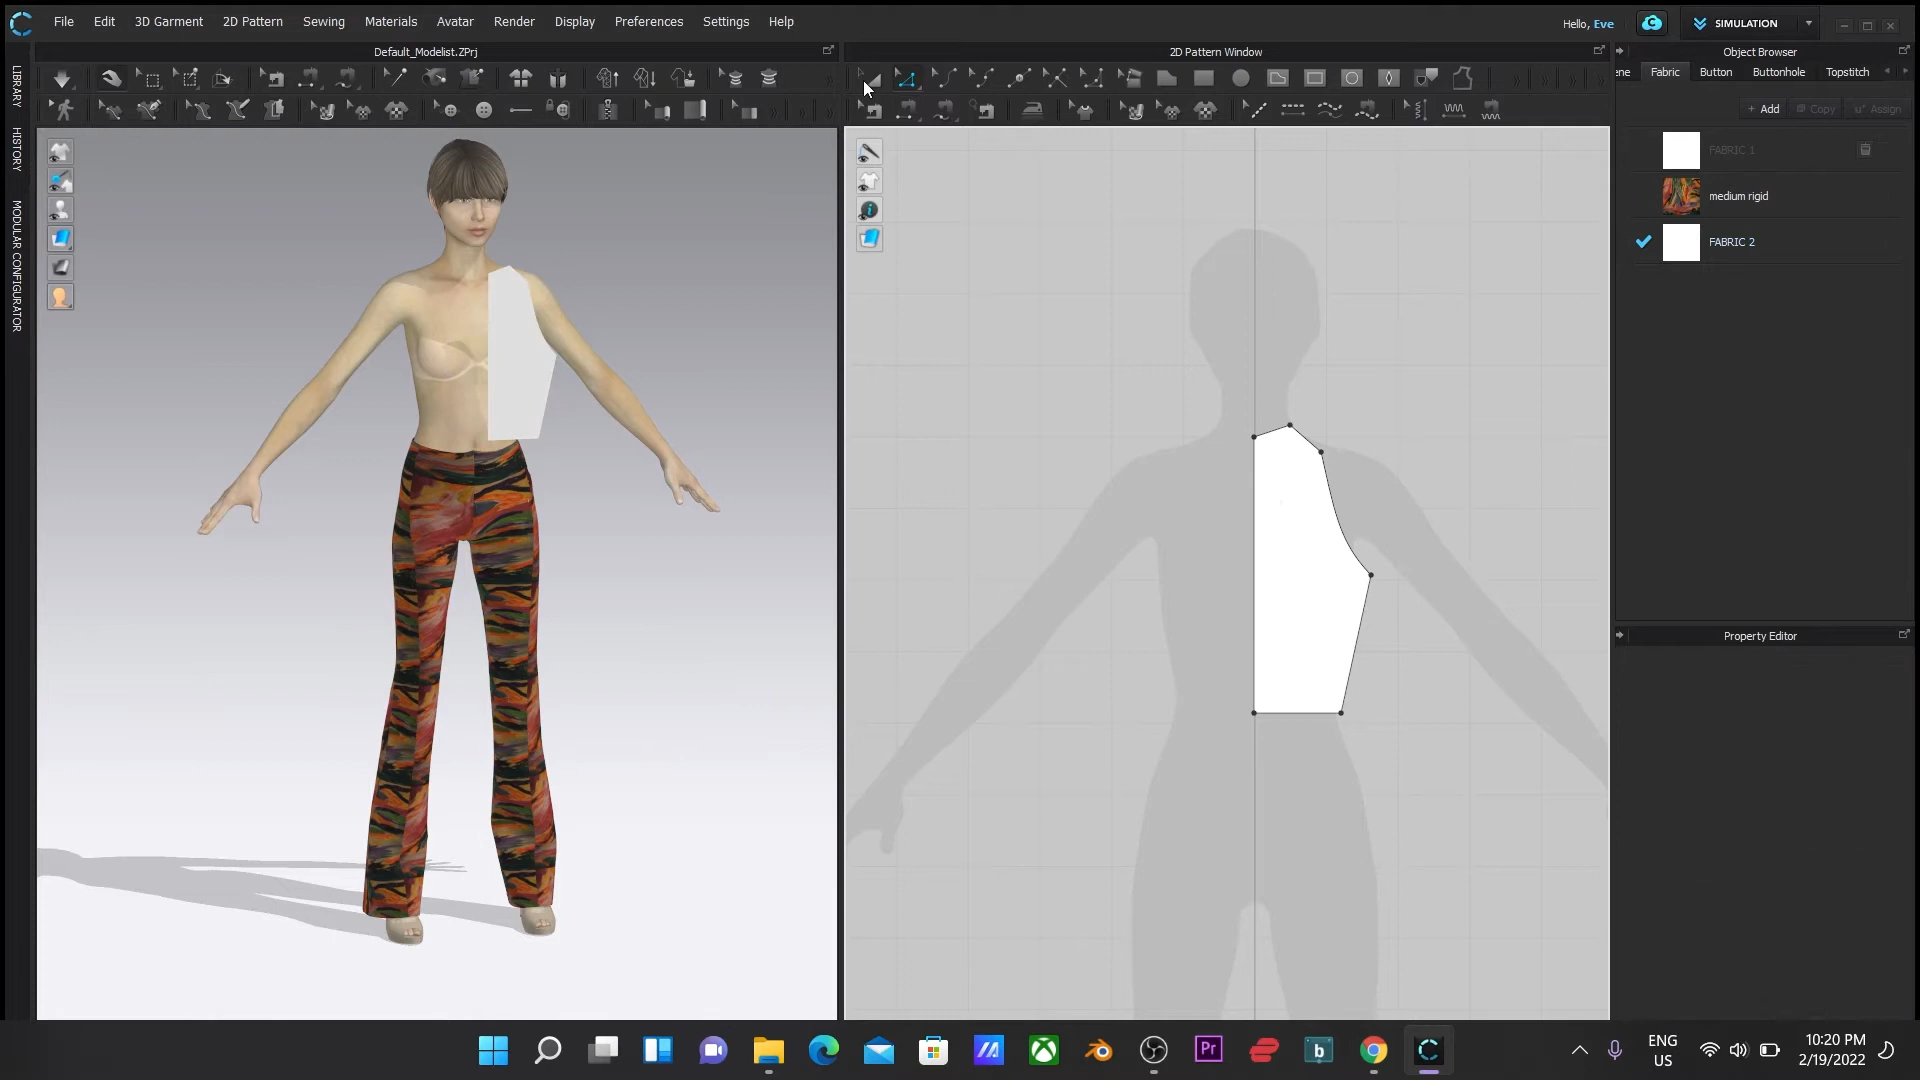 File Edit 3D Garment 2D Pattern Sewing Materials Avatar Render Display Preferences Settings Help
Hello, Eve
SIMULATION
Default_Modelist.ZPrj
2D Pattern Window
Object Browser
ene Fabric Button Buttonhole Topstitch
+ Add Copy Assign
FABRIC 1
medium rigid
FABRIC 2
Property Editor
LIBRARY
HISTORY
MODULAR CONFIGURATOR
Pr
b
ENG
US
10:20 PM
2/19/2022